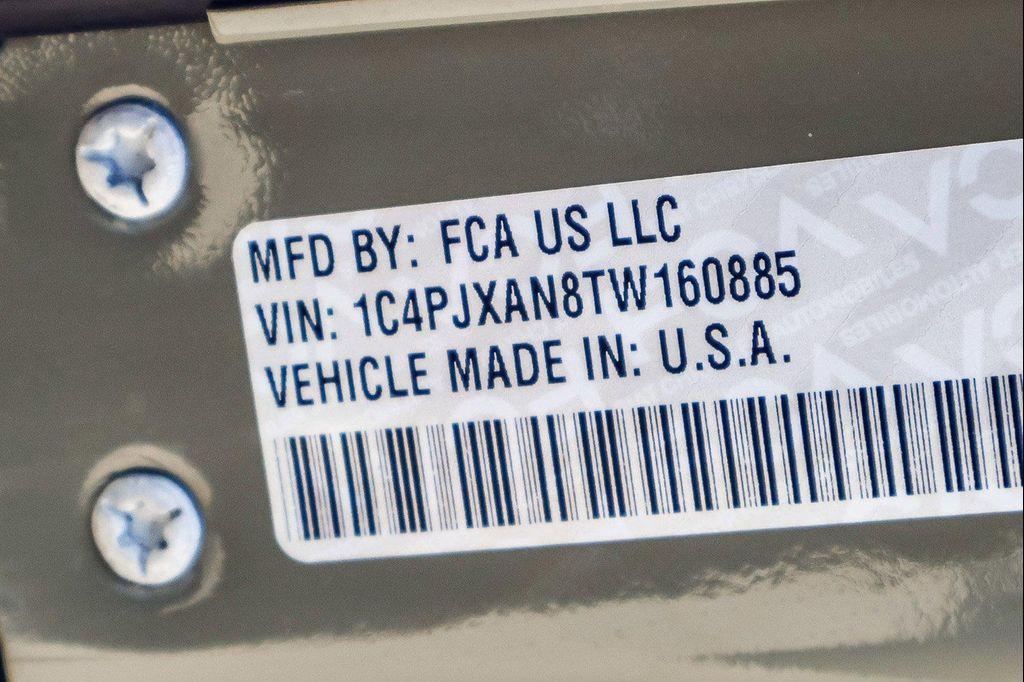 MFD BY: FCA US LLC
VIN: 1C4PJXAN8TW160885
VEHICLE MADE IN: U.S.A.